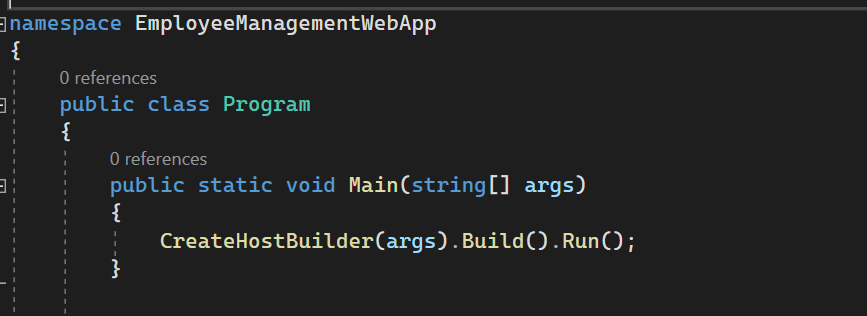 namespace EmployeeManagementWebApp
{
0 references
public class Program
{
0 references
public static void Main(string[] args)
{
CreateHostBuilder(args).Build().Run();
}